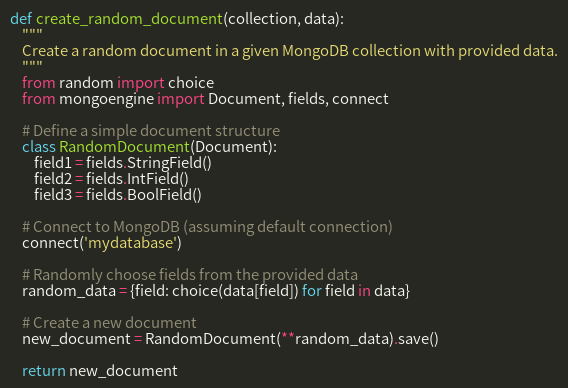 def create_random_document(collection, data):
    """
    Create a random document in a given MongoDB collection with provided data.
    """
    from random import choice
    from mongoengine import Document, fields, connect

    # Define a simple document structure
    class RandomDocument(Document):
        field1 = fields.StringField()
        field2 = fields.IntField()
        field3 = fields.BoolField()

    # Connect to MongoDB (assuming default connection)
    connect('mydatabase')

    # Randomly choose fields from the provided data
    random_data = {field: choice(data[field]) for field in data}

    # Create a new document
    new_document = RandomDocument(**random_data).save()

    return new_document